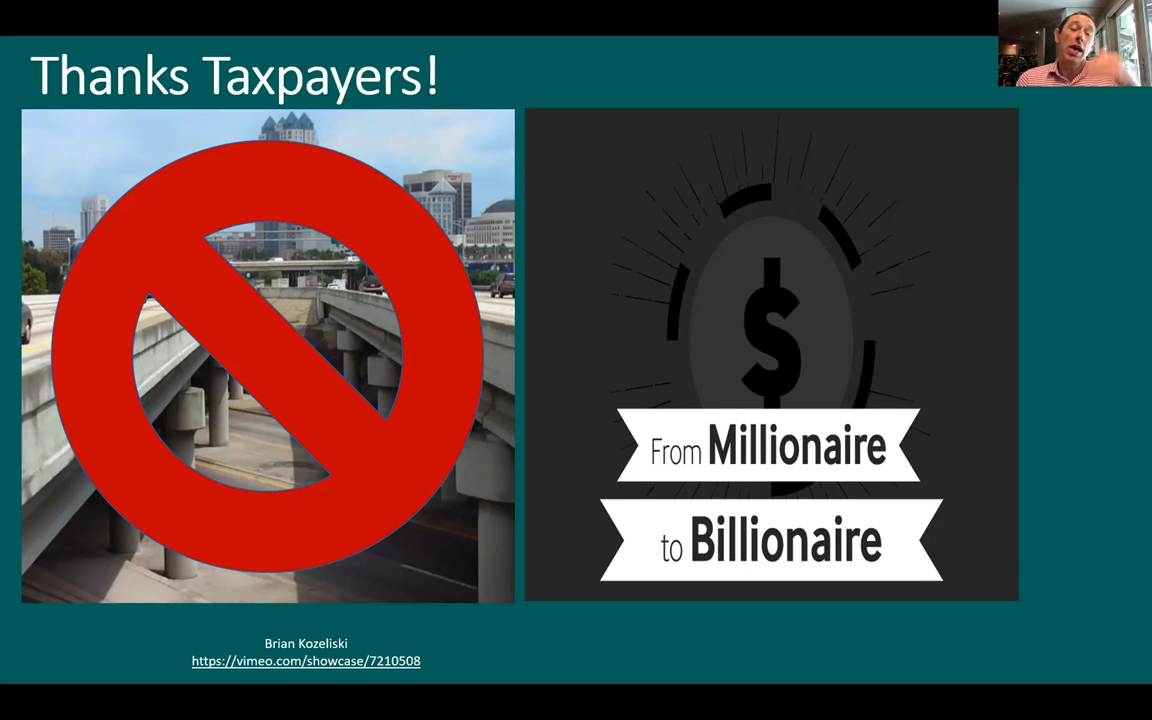 Thanks Taxpayers!
$
From Millionaire
to Billionaire
Brian Kozeliski
https://vimeo.com/showcase/7210508